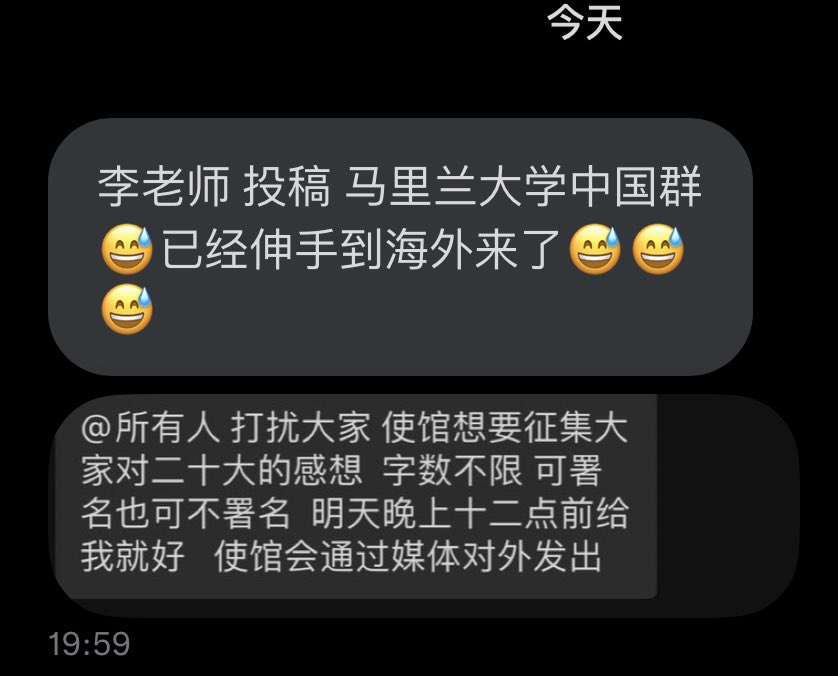 今天
李老师 投稿 马里兰大学中国群
😅已经伸手到海外来了😅😅
😅
@所有人 打扰大家 使馆想要征集大
家对二十大的感想 字数不限 可署
名也可不署名 明天晚上十二点前给
我就好 使馆会通过媒体对外发出
19:59